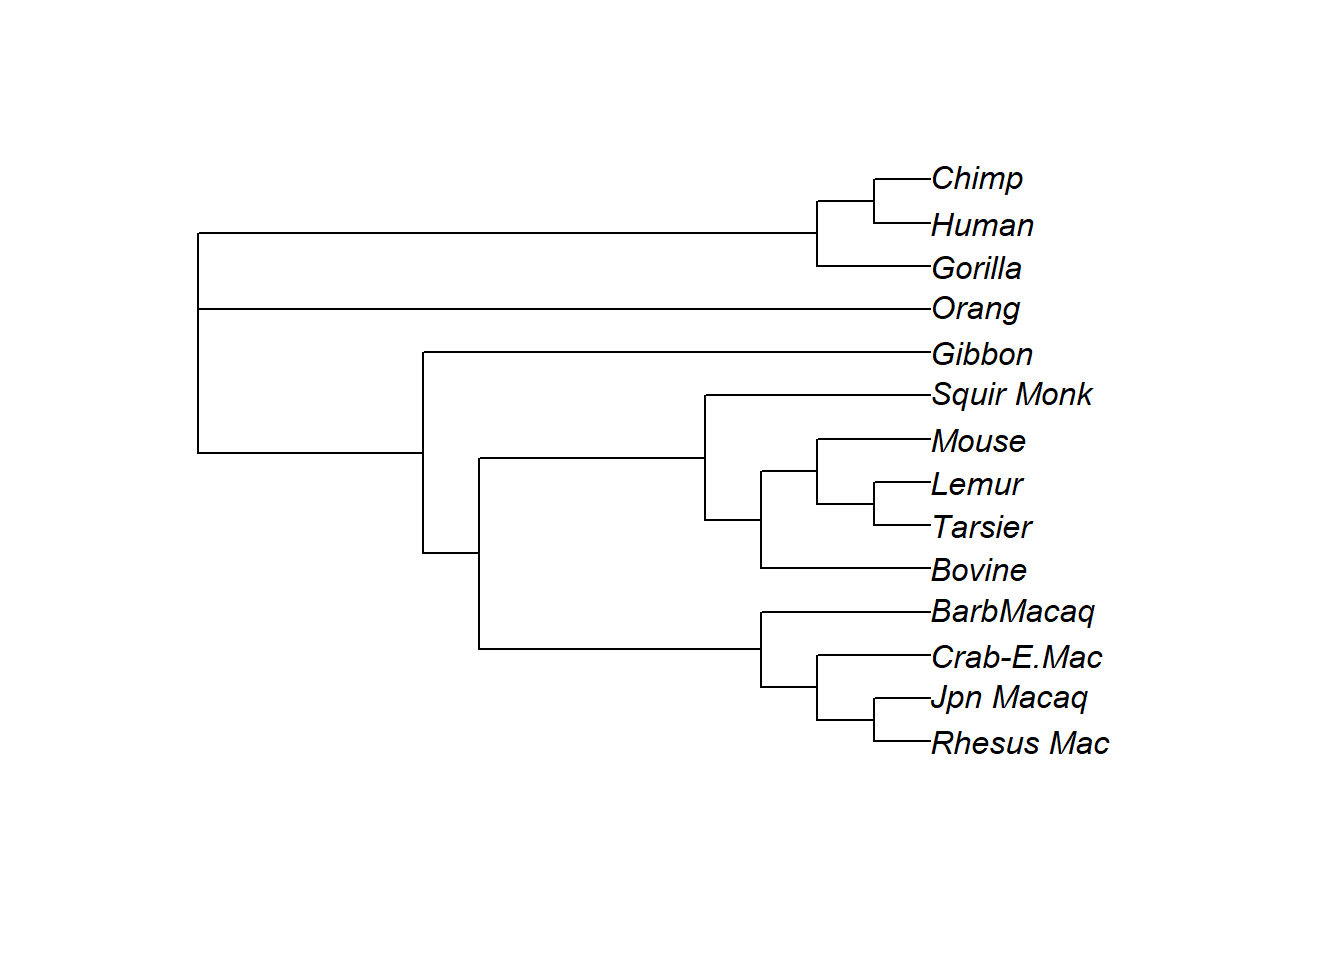 Chimp
Human
Gorilla
Orang
Gibbon
Squir Monk
Mouse
Lemur
Tarsier
Bovine
BarbMacaq
Crab-E.Mac
Jpn Macaq
Rhesus Mac